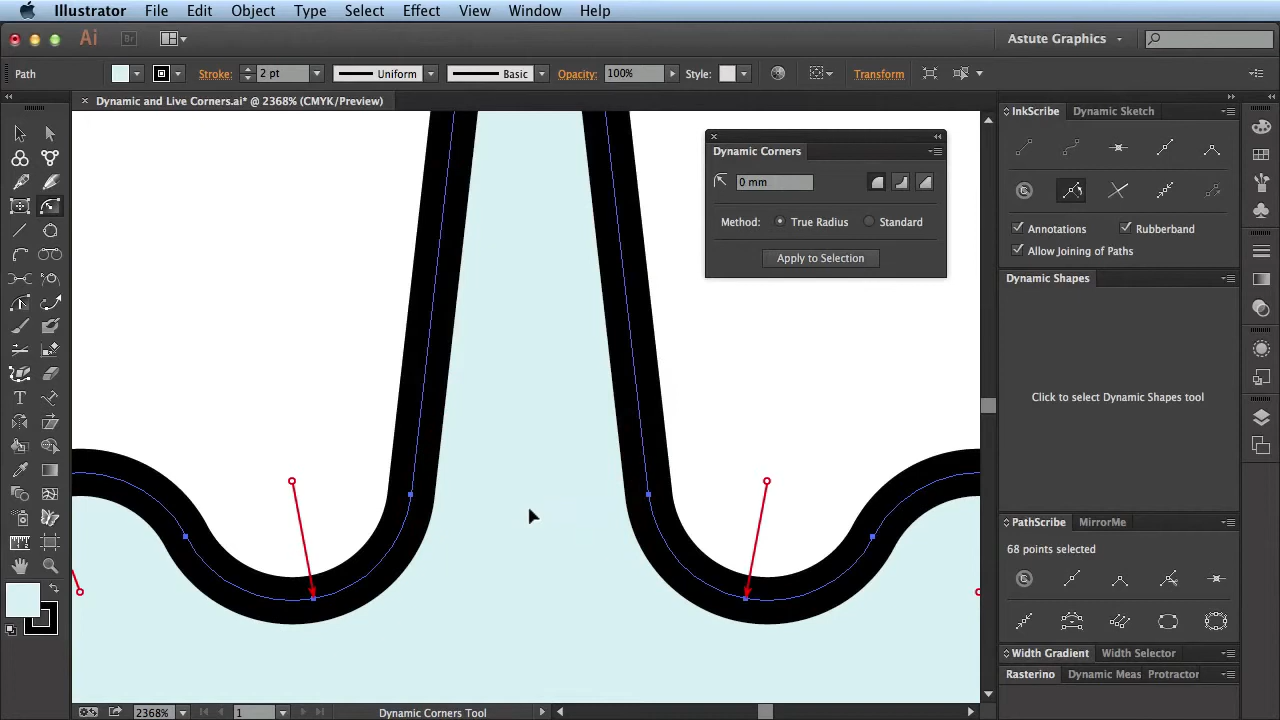 Illustrator File Edit Object Type Select Effect View Window Help
Ai Br Astute Graphics
Path Stroke: 2 pt Uniform Basic Opacity: 100% Style: Transform
Dynamic and Live Corners.ai* @ 2368% (CMYK/Preview)
InkScribe Dynamic Sketch
Dynamic Corners
0 mm
Method: True Radius Standard
Apply to Selection
Annotations Rubberband
Allow Joining of Paths
Dynamic Shapes
Click to select Dynamic Shapes tool
PathScribe MirrorMe
68 points selected
Width Gradient Width Selector
Rasterino Dynamic Meas Protractor
2368% 1 Dynamic Corners Tool